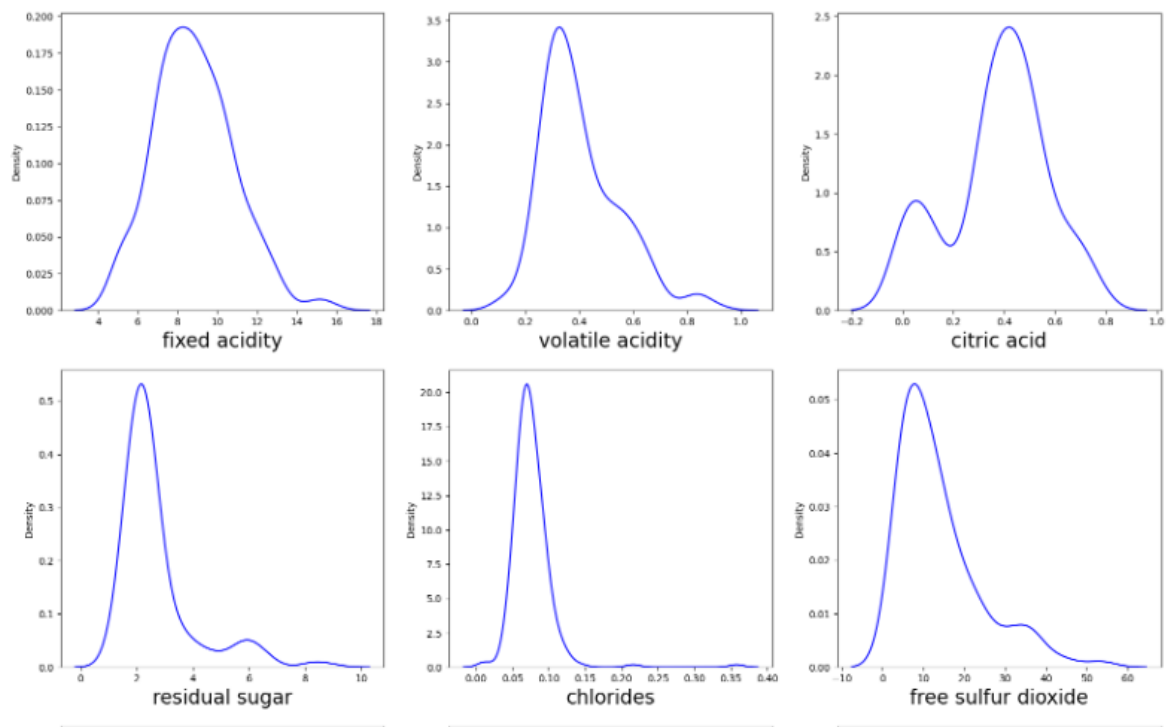 Density
0.200
0.175
0.150
0.125
0.100
0.075
0.050
0.025
0.000
4 6 8 10 12 14 16 18
fixed acidity
Density
3.5
3.0
2.5
2.0
1.5
1.0
0.5
0.0
0.0 0.2 0.4 0.6 0.8 1.0
volatile acidity
Density
2.5
2.0
1.5
1.0
0.5
0.0
−0.2 0.0 0.2 0.4 0.6 0.8 1.0
citric acid
Density
0.5
0.4
0.3
0.2
0.1
0.0
0 2 4 6 8 10
residual sugar
Density
20.0
17.5
15.0
12.5
10.0
7.5
5.0
2.5
0.0
0.00 0.05 0.10 0.15 0.20 0.25 0.30 0.35 0.40
chlorides
Density
0.05
0.04
0.03
0.02
0.01
0.00
−10 0 10 20 30 40 50 60
free sulfur dioxide